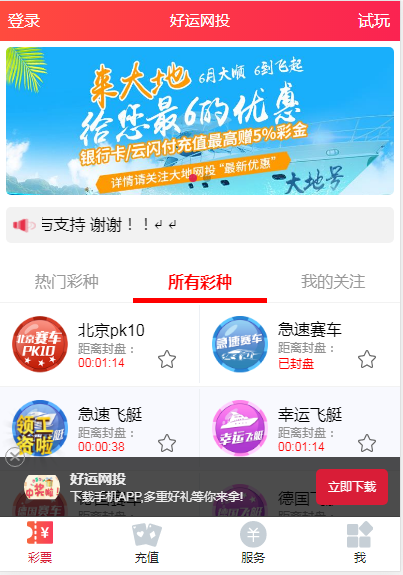 登录
好运网投
试玩
来大地 6月大顺 6到飞起
给您最6的优惠
银行卡/云闪付充值最高赠5%彩金
详情请关注大地网投“最新优惠”
大地号
与支持 谢谢！！↲ ↲
热门彩种
所有彩种
我的关注
北京赛车
PK10
北京pk10
距离封盘：
00:01:14
急速赛车
急速赛车
距离封盘：
已封盘
领工
资啦
急速飞艇
距离封盘：
00:00:38
幸运飞艇
幸运飞艇
距离封盘：
00:01:14
中奖啦
好运网投
下载手机APP,多重好礼等你来拿!
立即下载
彩票
充值
服务
我